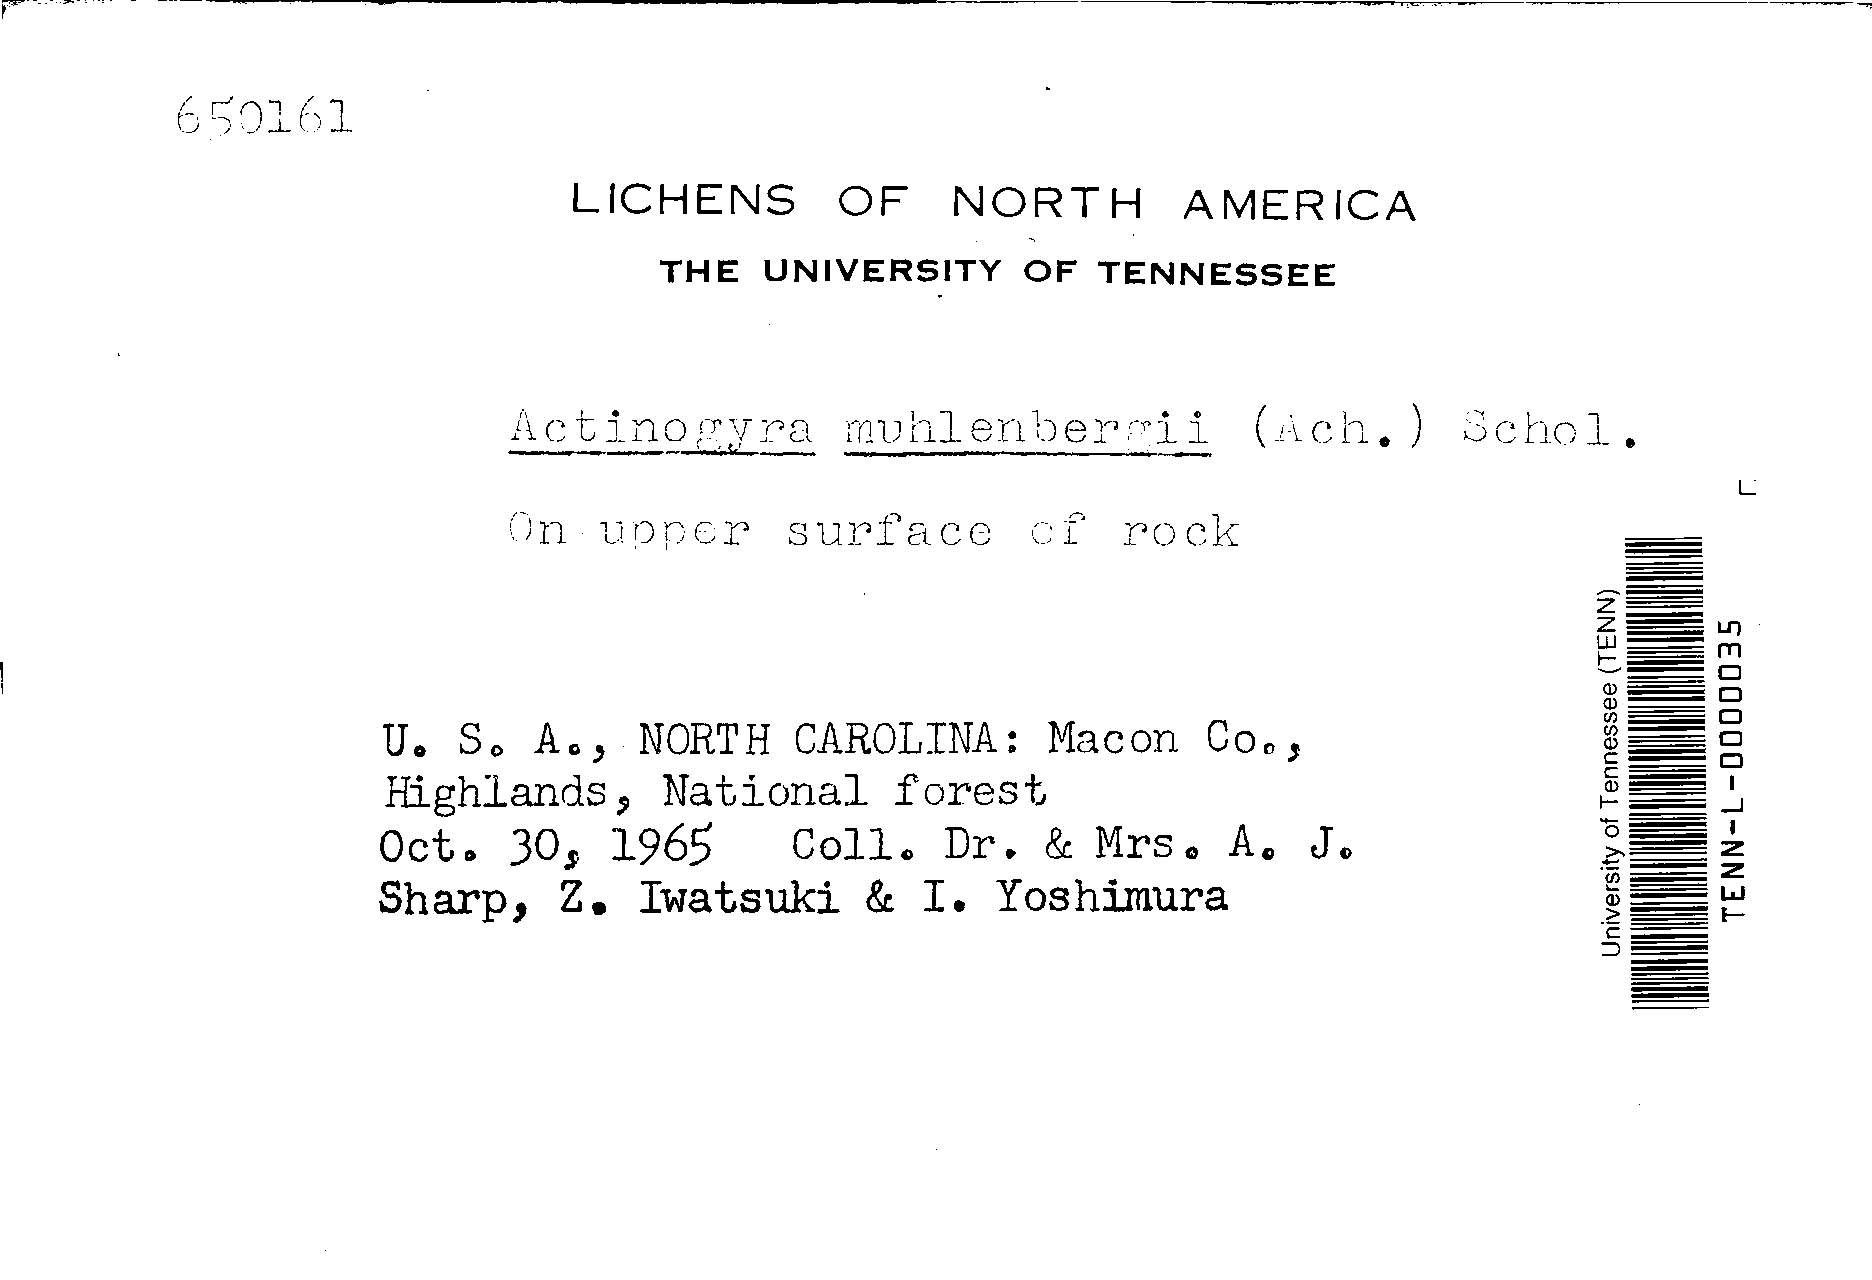 650161
LICHENS OF NORTH AMERICA
THE UNIVERSITY OF TENNESSEE
Actinogyra muhlenbergii (Ach.) Schol.
On upper surface of rock
U. S. A., NORTH CAROLINA: Macon Co.,
Highlands, National forest
Oct. 30, 1965 Coll. Dr. & Mrs. A. J.
Sharp, Z. Iwatsuki & I. Yoshimura
University of Tennessee (TENN)
TENN-L-0000035